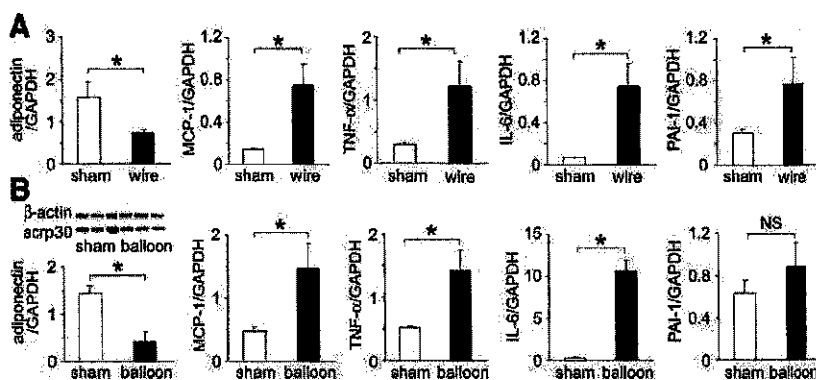 A
adiponectin
/GAPDH
3
2
1
0
*
sham wire
MCP-1/GAPDH
1.2
0.8
0.4
0
*
sham wire
TNF-α/GAPDH
2
1
0
*
sham wire
IL-6/GAPDH
1.2
0.8
0.4
0
*
sham wire
PAI-1/GAPDH
1.2
0.8
0.4
0
*
sham wire
B
β-actin
acrp30
sham balloon
adiponectin
/GAPDH
2
1
0
*
sham balloon
MCP-1/GAPDH
2
1
0
*
sham balloon
TNF-α/GAPDH
2
1
0
*
sham balloon
IL-6/GAPDH
15
10
5
0
*
sham balloon
PAI-1/GAPDH
1.2
0.8
0.4
0
NS
sham balloon